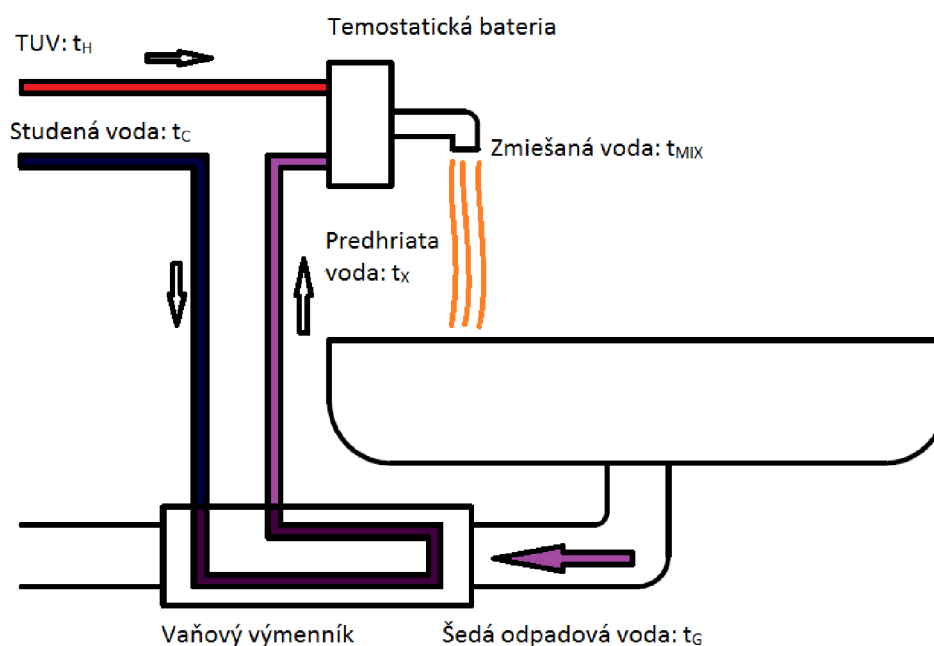 Temostatická bateria
TUV: tH
Studená voda: tC
Zmiešaná voda: tMIX
Predhriata
voda: tX
Vaňový výmenník
Šedá odpadová voda: tG